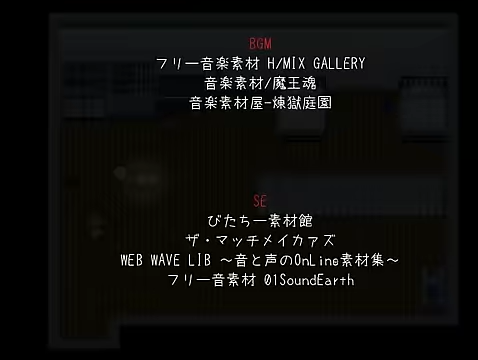 BGM
フリー音楽素材 H/MIX GALLERY
音楽素材/魔王魂
音楽素材屋-煉獄庭園
SE
びたちー素材館
ザ・マッチメイカァズ
WEB WAVE LIB ～音と声のOnLine素材集～
フリー音素材 01SoundEarth